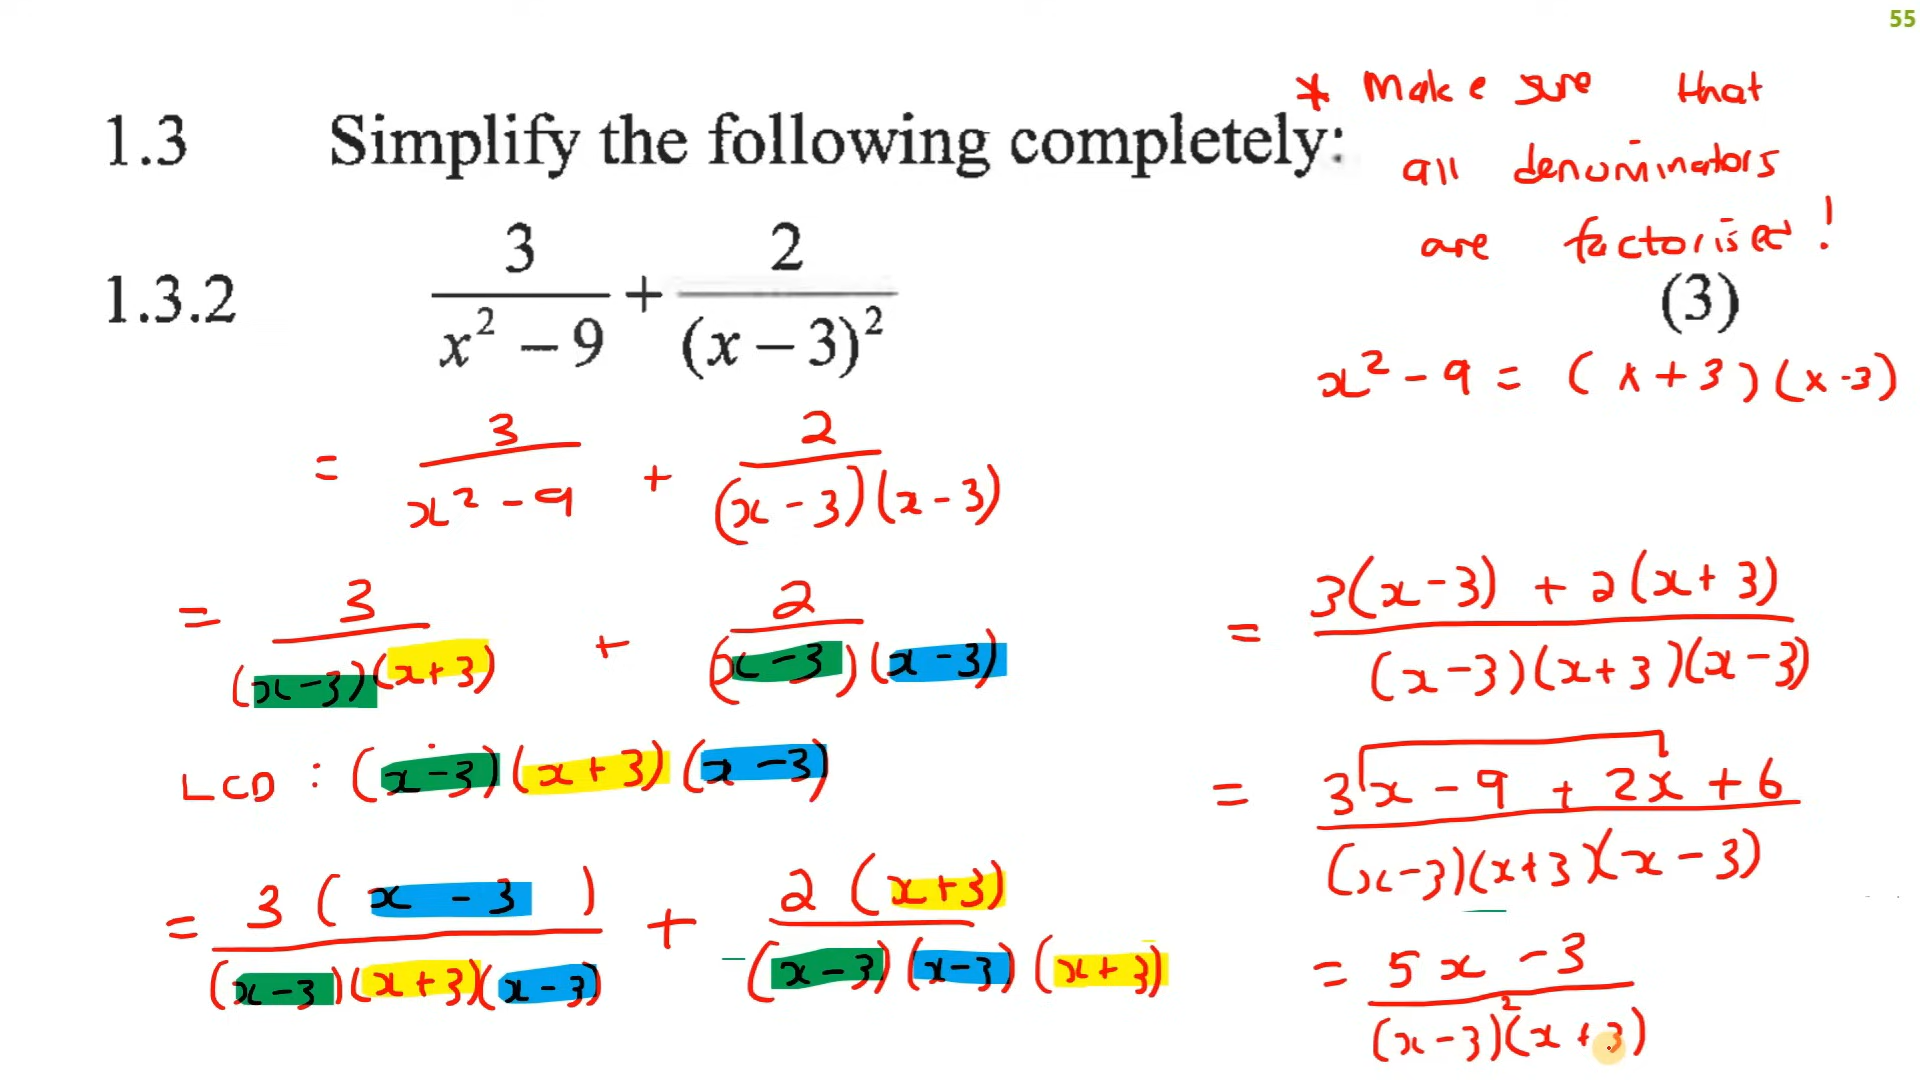 55
1.3 Simplify the following completely:
* Make sure that
all denominators
are factorised!
1.3.2 3/(x² − 9) + 2/(x − 3)² (3)
x² − 9 = (x + 3)(x − 3)
= 3/(x² − 9) + 2/((x − 3)(x − 3))
= 3/((x − 3)(x + 3)) + 2/((x − 3)(x − 3))
LCD : (x − 3)(x + 3)(x − 3)
= 3(x − 3)/((x − 3)(x + 3)(x − 3)) + 2(x + 3)/((x − 3)(x − 3)(x + 3))
= (3(x − 3) + 2(x + 3))/((x − 3)(x + 3)(x − 3))
= (3x − 9 + 2x + 6)/((x − 3)(x + 3)(x − 3))
= (5x − 3)/((x − 3)²(x + 3))